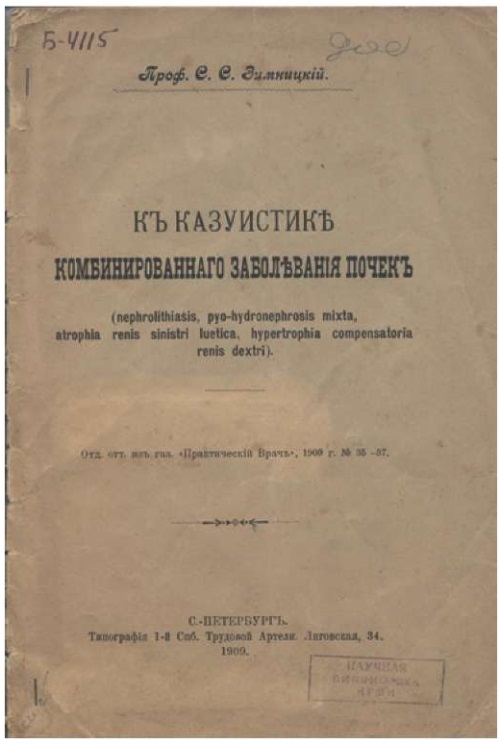 Б-4115
Проф. С. С. Зимницкій.
КЪ КАЗУИСТИКѢ
КОМБИНИРОВАННАГО ЗАБОЛѢВАНІЯ ПОЧЕКЪ
(nephrolithiasis, pyo-hydronephrosis mixta,
atrophia renis sinistri luetica, hypertrophia compensatoria
renis dextri).
Отд. отъ изъ газ. «Практическій Врачъ», 1909 г. № 35-37.
С.-ПЕТЕРБУРГЪ.
Типографія 1-й Спб. Трудовой Артели. Лиговская, 34.
1909.
НАУЧНАЯ
БИБЛИОТЕКА